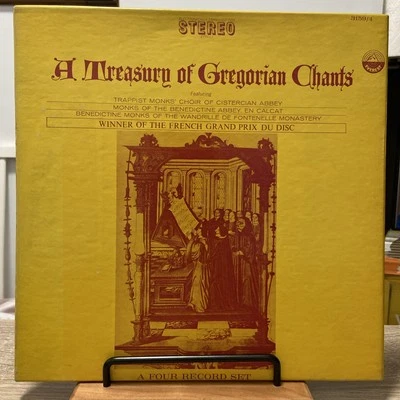 STEREO
A Treasury of Gregorian Chants
Featuring
TRAPPIST MONKS' CHOIR OF CISTERCIAN ABBEY
MONKS OF THE BENEDICTINE ABBEY, EN CALCAT
BENEDICTINE MONKS OF THE WANDRILLE DE FONTENELLE MONASTERY
WINNER OF THE FRENCH GRAND PRIX DU DISC
A FOUR RECORD SET